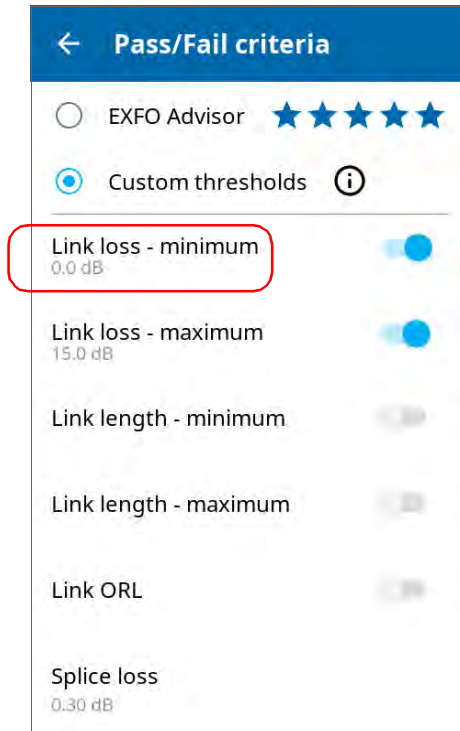 Pass/Fail criteria
EXFO Advisor
Custom thresholds
Link loss - minimum
0.0 dB
Link loss - maximum
15.0 dB
Link length - minimum
Link length - maximum
Link ORL
Splice loss
0.30 dB